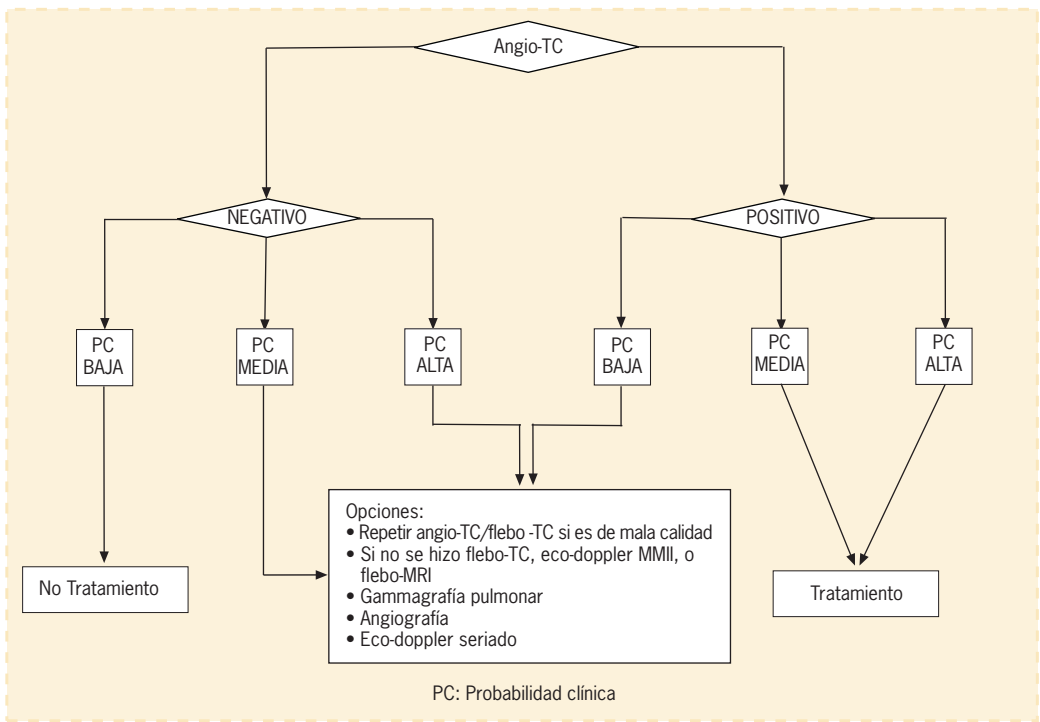 Angio-TC
NEGATIVO
POSITIVO
PC
BAJA
PC
MEDIA
PC
ALTA
PC
BAJA
PC
MEDIA
PC
ALTA
No Tratamiento
Opciones:
• Repetir angio-TC/flebo -TC si es de mala calidad
• Si no se hizo flebo-TC, eco-doppler MMII, o
flebo-MRI
• Gammagrafía pulmonar
• Angiografía
• Eco-doppler seriado
Tratamiento
PC: Probabilidad clínica